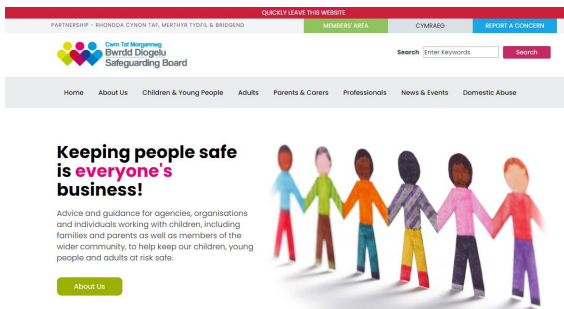 QUICKLY LEAVE THIS WEBSITE
PARTNERSHIP - RHONDDA CYNON TAF, MERTHYR TYDFIL & BRIDGEND
MEMBERS' AREA
CYMRAEG
REPORT A CONCERN
Cwm Taf Morgannwg
Bwrdd Diogelu
Safeguarding Board
Search Enter Keywords Search
Home About Us Children & Young People Adults Parents & Carers Professionals News & Events Domestic Abuse
Keeping people safe
is everyone's
business!
Advice and guidance for agencies, organisations
and individuals working with children, including
families and parents as well as members of the
wider community, to help keep our children, young
people and adults at risk safe.
About Us